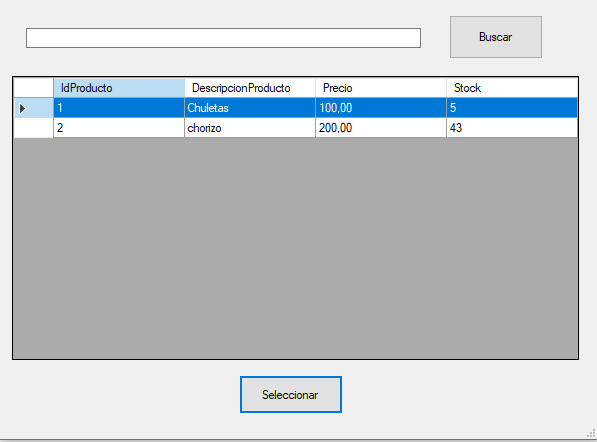 Buscar
IdProducto DescripcionProducto Precio Stock
1 Chuletas 100,00 5
2 chorizo 200,00 43
Seleccionar